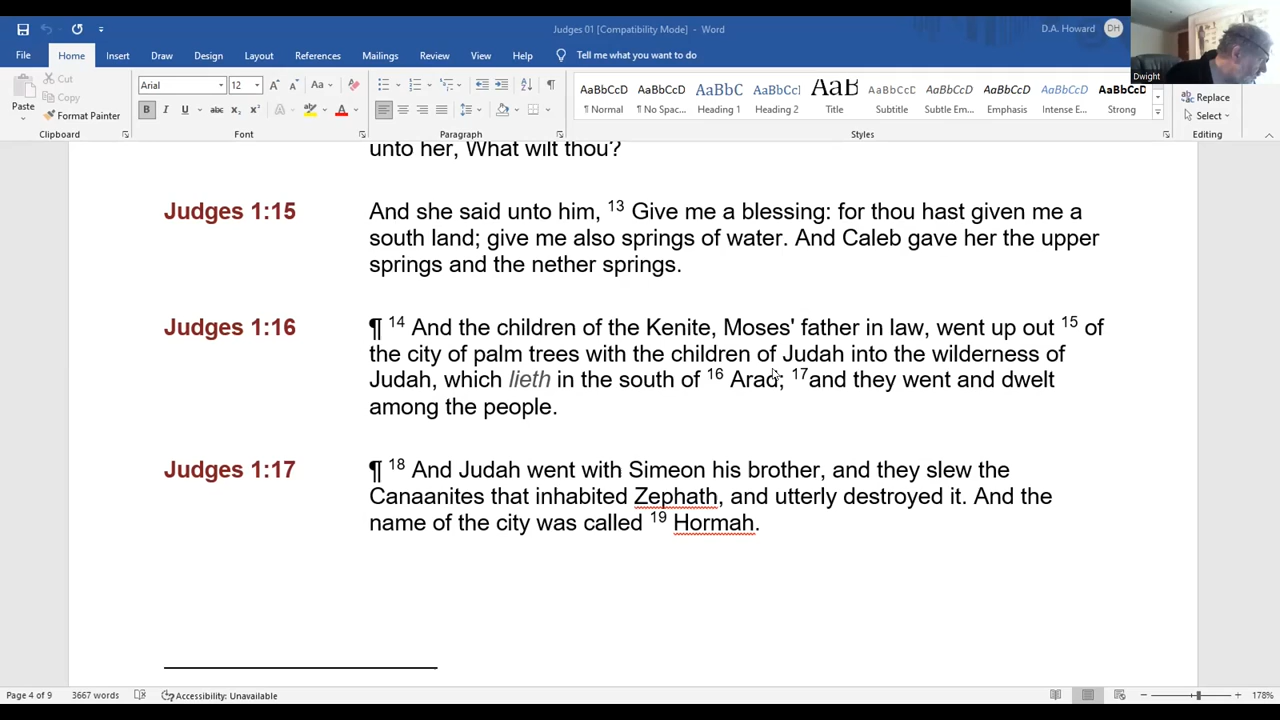 Judges 01 [Compatibility Mode] - Word
D.A. Howard
DH
Dwight
File Home Insert Draw Design Layout References Mailings Review View Help Tell me what you want to do
Paste
Cut
Copy
Format Painter
Clipboard
Arial 12
Font
Paragraph
AaBbCcD AaBbCcD AaBbC AaBbCcI AaB AaBbCcD AaBbCcD AaBbCcD AaBbCcD AaBbCcD
¶ Normal ¶ No Spac... Heading 1 Heading 2 Title Subtitle Subtle Em... Emphasis Intense E... Strong
Styles
Replace
Select
Editing
unto her, What wilt thou?
Judges 1:15 And she said unto him, 13 Give me a blessing: for thou hast given me a
south land; give me also springs of water. And Caleb gave her the upper
springs and the nether springs.
Judges 1:16 ¶ 14 And the children of the Kenite, Moses' father in law, went up out 15 of
the city of palm trees with the children of Judah into the wilderness of
Judah, which lieth in the south of 16 Arad; 17and they went and dwelt
among the people.
Judges 1:17 ¶ 18 And Judah went with Simeon his brother, and they slew the
Canaanites that inhabited Zephath, and utterly destroyed it. And the
name of the city was called 19 Hormah.
Page 4 of 9 3667 words Accessibility: Unavailable 178%